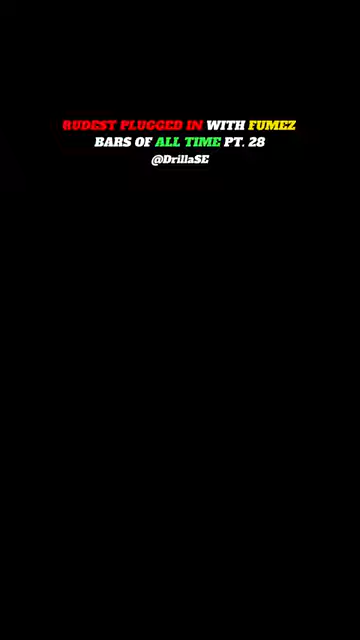 RUDEST PLUGGED IN WITH FUMEZ
BARS OF ALL TIME PT. 28
@DrillaSE